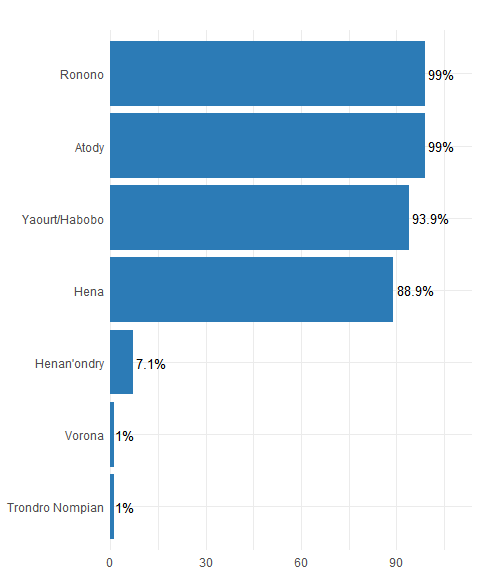 Ronono 99%
Atody 99%
Yaourt/Habobo 93.9%
Hena 88.9%
Henan'ondry 7.1%
Vorona 1%
Trondro Nompian 1%
0 30 60 90